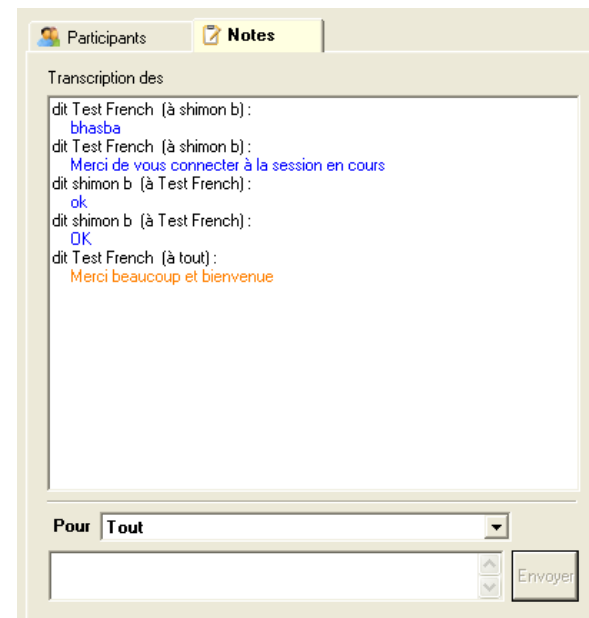 Participants
Notes
Transcription des
dit Test French (à shimon b) :
bhasba
dit Test French (à shimon b) :
Merci de vous connecter à la session en cours
dit shimon b (à Test French) :
ok
dit shimon b (à Test French) :
OK
dit Test French (à tout) :
Merci beaucoup et bienvenue
Pour Tout
Envoyer